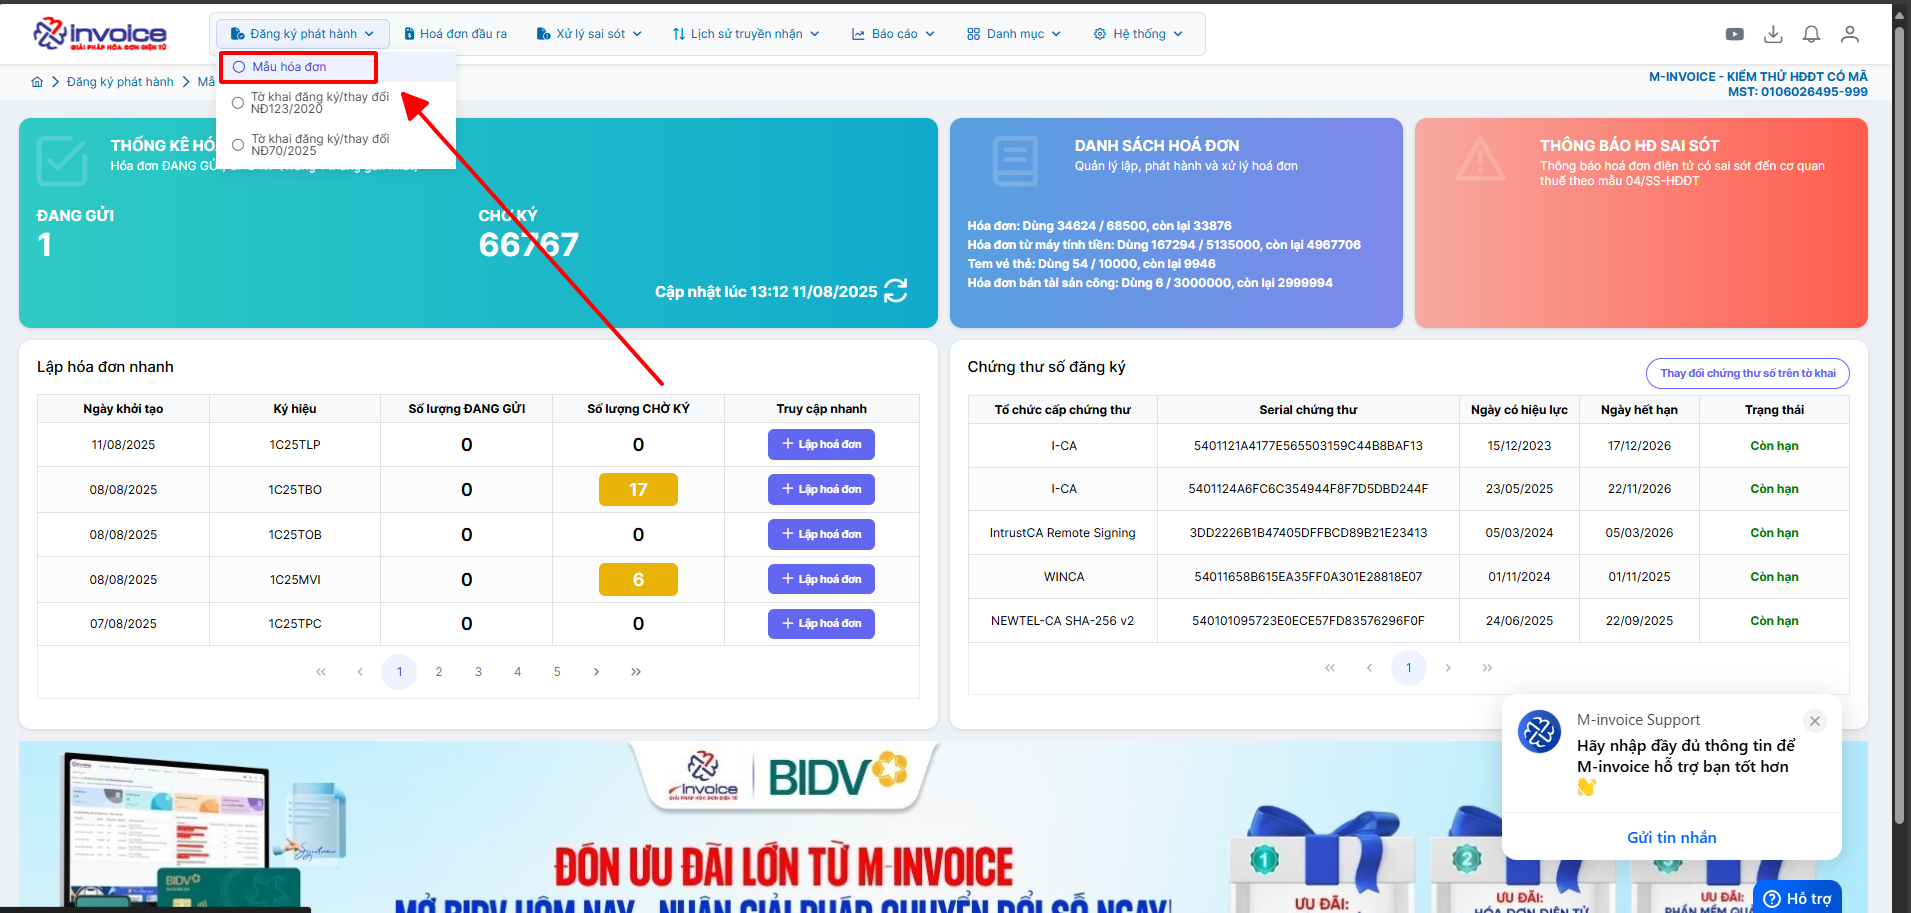 invoice
GIẢI PHÁP HÓA ĐƠN ĐIỆN TỬ
Đăng ký phát hành
Hoá đơn đầu ra
Xử lý sai sót
Lịch sử truyền nhận
Báo cáo
Danh mục
Hệ thống
Mẫu hóa đơn
Tờ khai đăng ký/thay đổi
NĐ123/2020
Tờ khai đăng ký/thay đổi
NĐ70/2025
Đăng ký phát hành
M-INVOICE - KIỂM THỬ HĐĐT CÓ MÃ
MST: 0106026495-999
THỐNG KÊ
Hóa đơn ĐANG
ĐANG GỬI
1
CHỜ KÝ
66767
Cập nhật lúc 13:12 11/08/2025
DANH SÁCH HOÁ ĐƠN
Quản lý lập, phát hành và xử lý hoá đơn
Hóa đơn: Dùng 34624 / 68500, còn lại 33876
Hóa đơn từ máy tính tiền: Dùng 167294 / 5135000, còn lại 4967706
Tem vé thẻ: Dùng 54 / 10000, còn lại 9946
Hóa đơn bán tài sản công: Dùng 6 / 3000000, còn lại 2999994
THÔNG BÁO HĐ SAI SÓT
Thông báo hoá đơn điện tử có sai sót đến cơ quan
thuế theo mẫu 04/SS-HĐĐT
Lập hóa đơn nhanh
Ngày khởi tạo Ký hiệu Số lượng ĐANG GỬI Số lượng CHỜ KÝ Truy cập nhanh
11/08/2025 1C25TLP 0 0 + Lập hoá đơn
08/08/2025 1C25TBO 0 17 + Lập hoá đơn
08/08/2025 1C25TOB 0 0 + Lập hoá đơn
08/08/2025 1C25MVI 0 6 + Lập hoá đơn
07/08/2025 1C25TPC 0 0 + Lập hoá đơn
« ‹ 1 2 3 4 5 › »
Chứng thư số đăng ký
Thay đổi chứng thư số trên tờ khai
Tổ chức cấp chứng thư Serial chứng thư Ngày có hiệu lực Ngày hết hạn Trạng thái
I-CA 5401121A4177E565503159C44B8BAF13 15/12/2023 17/12/2026 Còn hạn
I-CA 5401124A6FC6C354944F8F7D5DBD244F 23/05/2025 22/11/2026 Còn hạn
IntrustCA Remote Signing 3DD2226B1B47405DFFBCD89B21E23413 05/03/2024 05/03/2026 Còn hạn
WINCA 54011658B615EA35FF0A301E28818E07 01/11/2024 01/11/2025 Còn hạn
NEWTEL-CA SHA-256 v2 540101095723E0ECE57FD83576296F0F 24/06/2025 22/09/2025 Còn hạn
« ‹ 1 › »
M-invoice Support
Hãy nhập đầy đủ thông tin để
M-invoice hỗ trợ bạn tốt hơn
👋
Gửi tin nhắn
Hỗ trợ
invoice
GIẢI PHÁP HÓA ĐƠN ĐIỆN TỬ
BIDV
ĐÓN ƯU ĐÃI LỚN TỪ M-INVOICE
MỞ BIDV HÔM NAY - NHẬN GIẢI PHÁP CHUYỂN ĐỔI SỐ NGAY!
BIDV
1
ƯU ĐÃI:
2
ƯU ĐÃI:
HÓA ĐƠN ĐIỆN TỬ
3
ƯU ĐÃI:
PHẦN MỀM